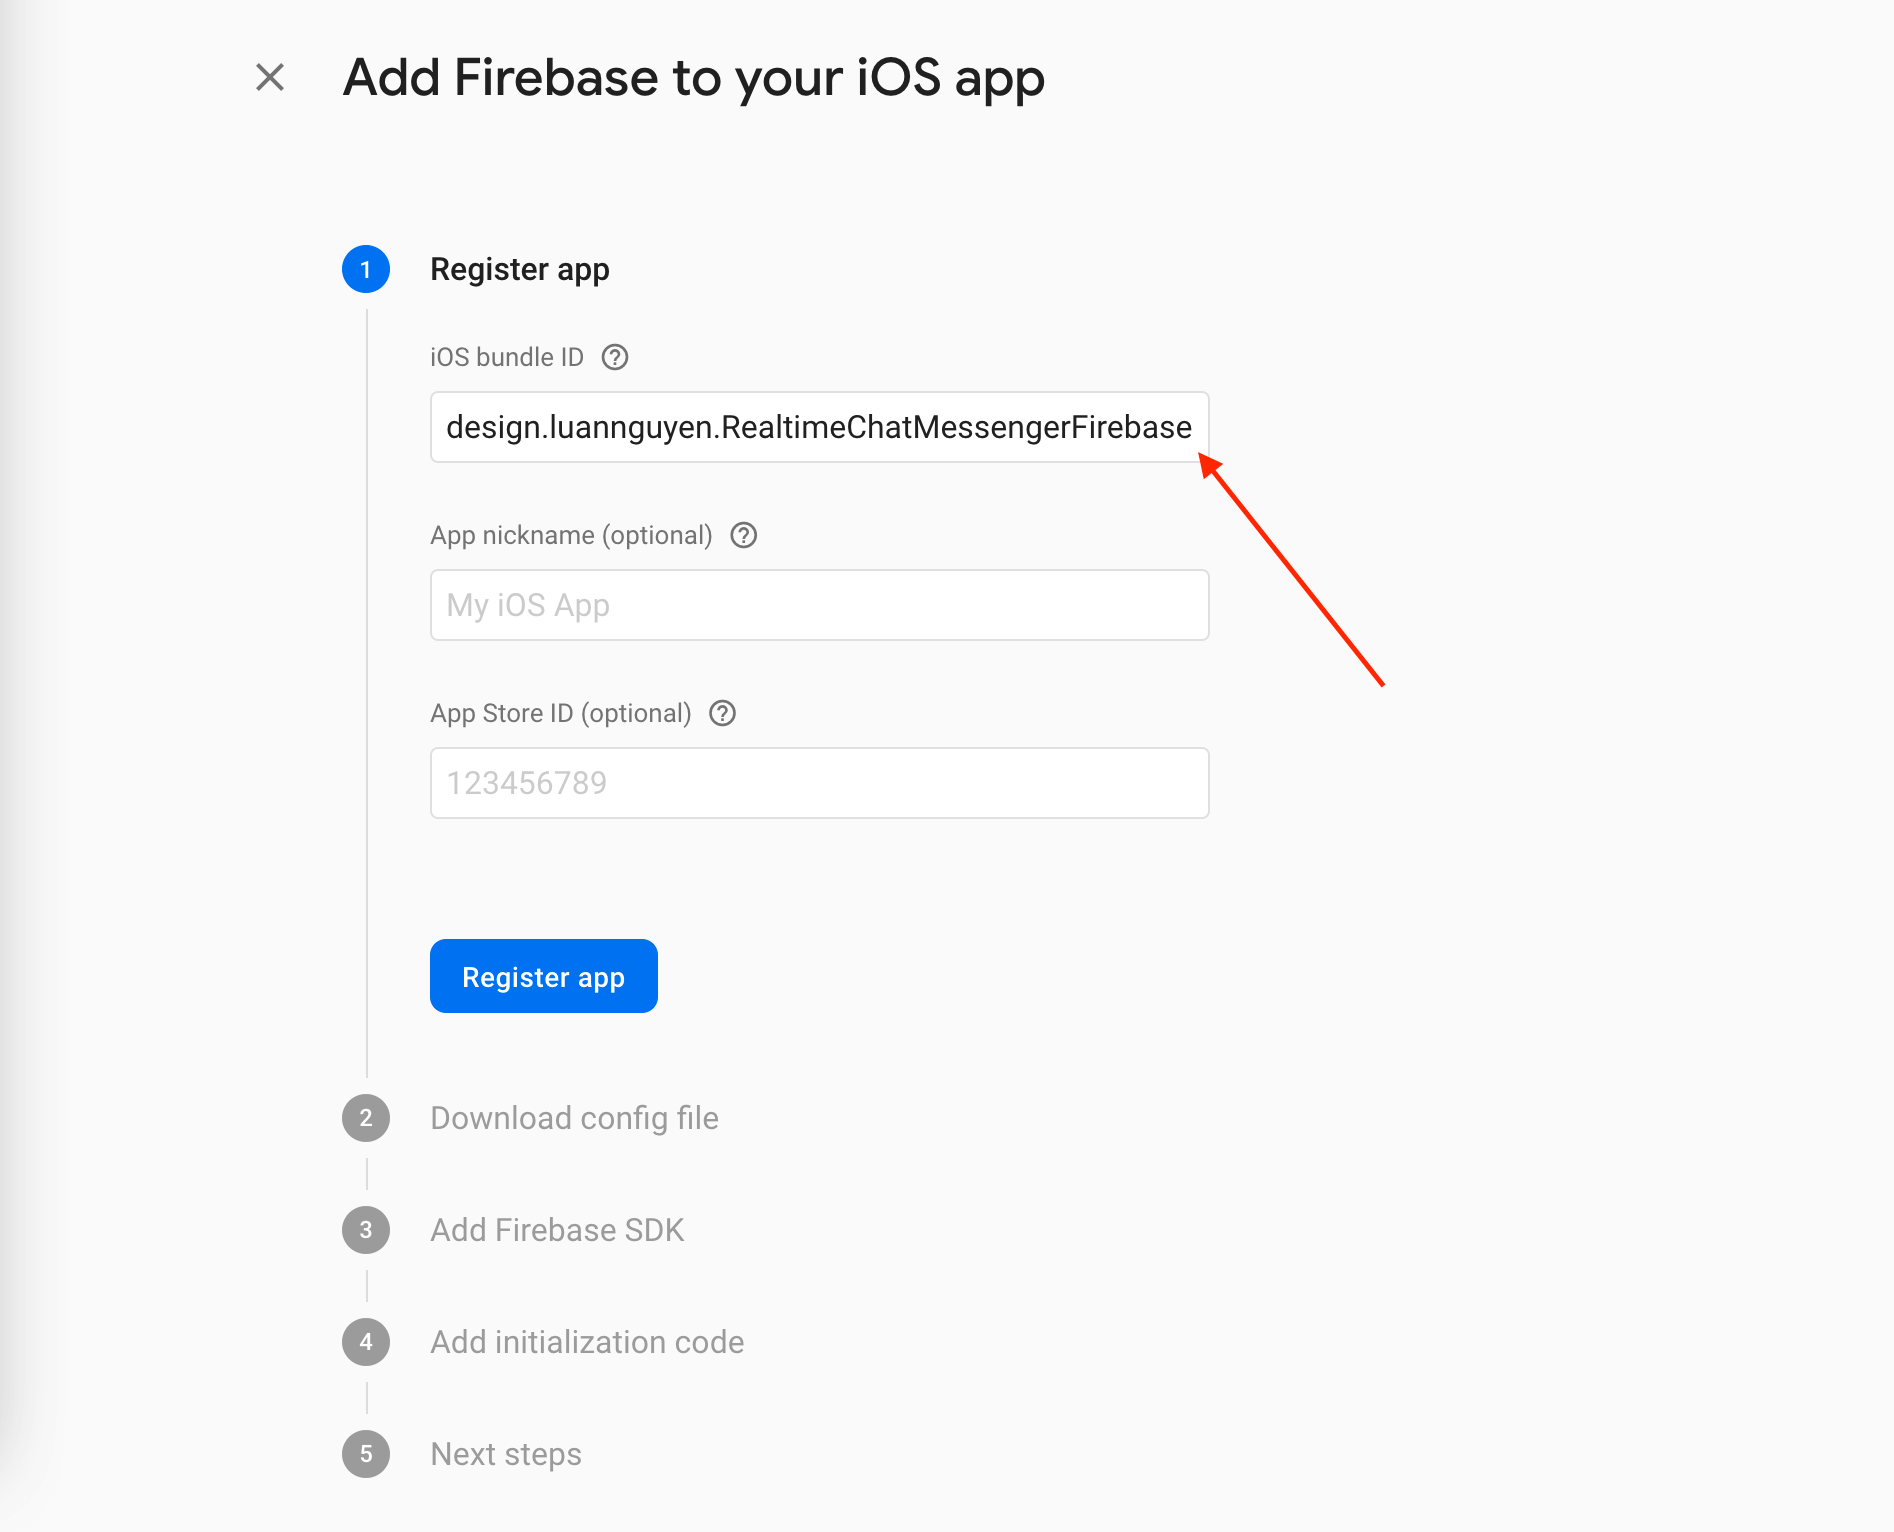 Add Firebase to your iOS app
1 Register app
iOS bundle ID ?
design.luannguyen.RealtimeChatMessengerFirebase
App nickname (optional) ?
My iOS App
App Store ID (optional) ?
123456789
Register app
2 Download config file
3 Add Firebase SDK
4 Add initialization code
5 Next steps